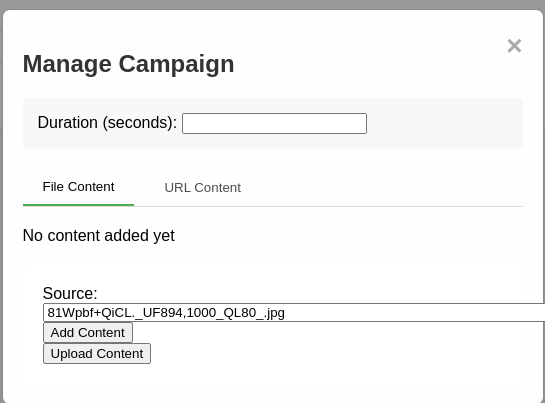 ×
Manage Campaign
Duration (seconds):
File Content URL Content
No content added yet
Source:
81Wpbf+QiCL._UF894,1000_QL80_.jpg
Add Content
Upload Content